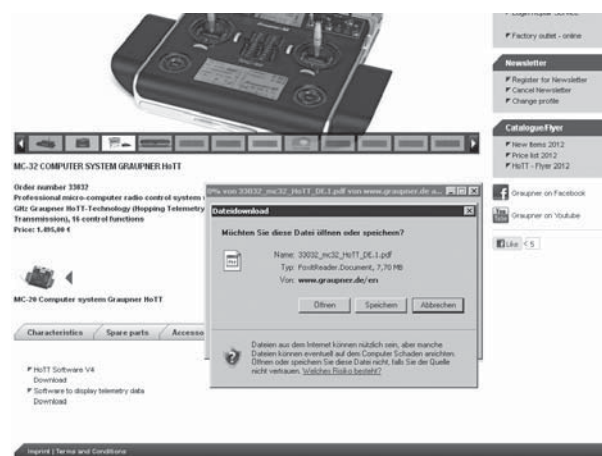 Login Repair Service
Factory outlet - online
Newsletter
Register for Newsletter
Cancel Newsletter
Change profile
Catalogue/Flyer
New items 2012
Price list 2012
HoTT - Flyer 2012
Graupner on Facebook
Graupner on Youtube
Like < 5
MC-32 COMPUTER SYSTEM GRAUPNER HoTT
Order number 33032
Professional micro-computer radio control system
GHz Graupner HoTT-Technology (Hopping Telemetry
Transmission), 16 control functions
Price: 1.495,00 €
MC-20 Computer system Graupner HoTT
Characteristics
Spare parts
Accesso
HoTT Software V4
Download
Software to display telemetry data
Download
0% von 33032_mc32_HoTT_DE.1.pdf von www.graupner.de a...
Dateidownload
Möchten Sie diese Datei öffnen oder speichern?
Name: 33032_mc32_HoTT_DE.1.pdf
Typ: FoxitReader.Document, 7,70 MB
Von: www.graupner.de/en
Öffnen
Speichern
Abbrechen
Dateien aus dem Internet können nützlich sein, aber manche
Dateien können eventuell auf dem Computer Schaden anrichten.
Öffnen oder speichern Sie diese Datei nicht, falls Sie der Quelle
nicht vertrauen. Welches Risiko besteht?
Imprint | Terms and Conditions